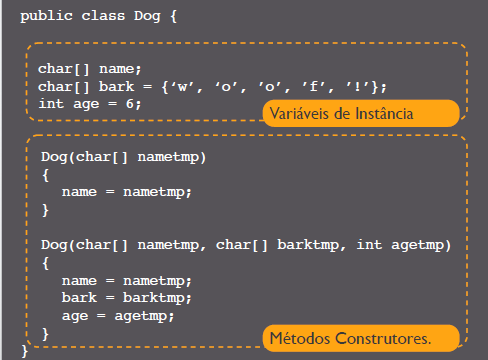 public class Dog {
char[] name;
char[] bark = {‘w’, ‘o’, ’o’, ’f’, ’!’};
int age = 6;
Variáveis de Instância
Dog(char[] nametmp)
{
name = nametmp;
}
Dog(char[] nametmp, char[] barktmp, int agetmp)
{
name = nametmp;
bark = barktmp;
age = agetmp;
}
Métodos Construtores.
}